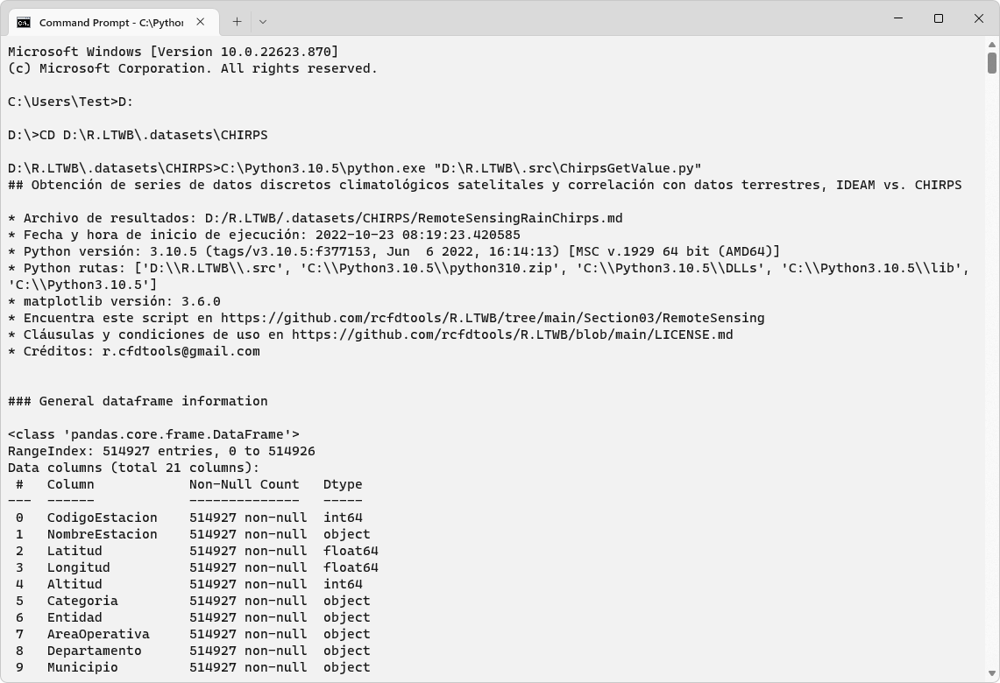 Command Prompt - C:\Python
Microsoft Windows [Version 10.0.22623.870]
(c) Microsoft Corporation. All rights reserved.
C:\Users\Test>D:
D:\>CD D:\R.LTWB\.datasets\CHIRPS
D:\R.LTWB\.datasets\CHIRPS>C:\Python3.10.5\python.exe "D:\R.LTWB\.src\ChirpsGetValue.py"
## Obtención de series de datos discretos climatológicos satelitales y correlación con datos terrestres, IDEAM vs. CHIRPS
* Archivo de resultados: D:/R.LTWB/.datasets/CHIRPS/RemoteSensingRainChirps.md
* Fecha y hora de inicio de ejecución: 2022-10-23 08:19:23.420585
* Python versión: 3.10.5 (tags/v3.10.5:f377153, Jun  6 2022, 16:14:13) [MSC v.1929 64 bit (AMD64)]
* Python rutas: ['D:\\R.LTWB\\.src', 'C:\\Python3.10.5\\python310.zip', 'C:\\Python3.10.5\\DLLs', 'C:\\Python3.10.5\\lib',
'C:\\Python3.10.5']
* matplotlib versión: 3.6.0
* Encuentra este script en https://github.com/rcfdtools/R.LTWB/tree/main/Section03/RemoteSensing
* Cláusulas y condiciones de uso en https://github.com/rcfdtools/R.LTWB/blob/main/LICENSE.md
* Créditos: r.cfdtools@gmail.com
### General dataframe information
<class 'pandas.core.frame.DataFrame'>
RangeIndex: 514927 entries, 0 to 514926
Data columns (total 21 columns):
 #   Column            Non-Null Count   Dtype
---  ------            --------------   -----
 0   CodigoEstacion    514927 non-null  int64
 1   NombreEstacion    514927 non-null  object
 2   Latitud           514927 non-null  float64
 3   Longitud          514927 non-null  float64
 4   Altitud           514927 non-null  int64
 5   Categoria         514927 non-null  object
 6   Entidad           514927 non-null  object
 7   AreaOperativa     514927 non-null  object
 8   Departamento      514927 non-null  object
 9   Municipio         514927 non-null  object